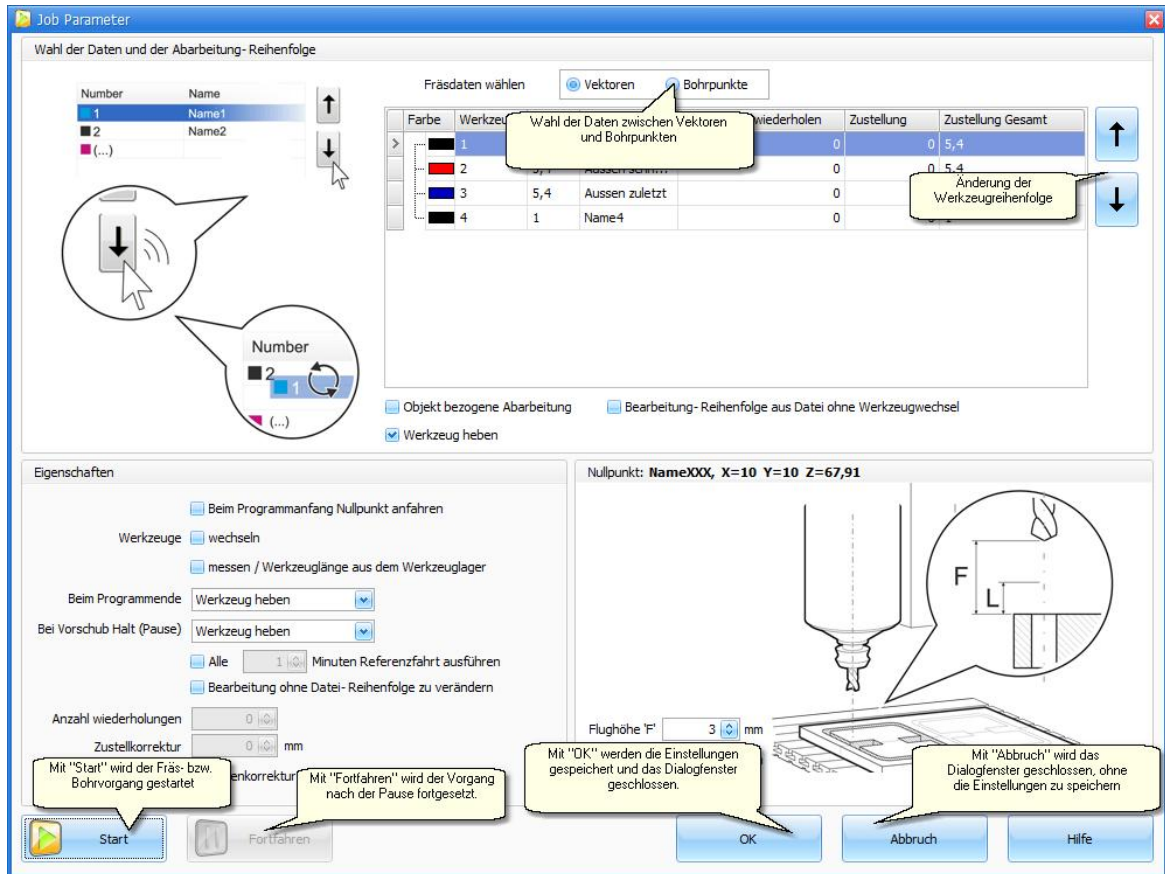 Job Parameter
Wahl der Daten und der Abarbeitung- Reihenfolge
Number Name
1 Name1
2 Name2
(...)
Number
2
1
(...)
Fräsdaten wählen Vektoren Bohrpunkte
Wahl der Daten zwischen Vektoren
und Bohrpunkten
Farbe Werkzeu wiederholen Zustellung Zustellung Gesamt
1 0 0 5,4
2 0 0 5,4
3 5,4 Aussen zuletzt 0
4 1 Name4 0
Änderung der
Werkzeugreihenfolge
Objekt bezogene Abarbeitung Bearbeitung- Reihenfolge aus Datei ohne Werkzeugwechsel
Werkzeug heben
Eigenschaften
Beim Programmanfang Nullpunkt anfahren
Werkzeuge wechseln
messen / Werkzeuglänge aus dem Werkzeuglager
Beim Programmende Werkzeug heben
Bei Vorschub Halt (Pause) Werkzeug heben
Alle 1 Minuten Referenzfahrt ausführen
Bearbeitung ohne Datei- Reihenfolge zu verändern
Anzahl wiederholungen 0
Zustellkorrektur 0 mm
enkorrektur
Mit "Start" wird der Fräs- bzw.
Bohrvorgang gestartet
Mit "Fortfahren" wird der Vorgang
nach der Pause fortgesetzt.
Nullpunkt: NameXXX, X=10 Y=10 Z=67,91
F
L
Flughöhe 'F' 3 mm
Mit "OK" werden die Einstellungen
gespeichert und das Dialogfenster
geschlossen.
Mit "Abbruch" wird das
Dialogfenster geschlossen, ohne
die Einstellungen zu speichern
Start Fortfahren OK Abbruch Hilfe